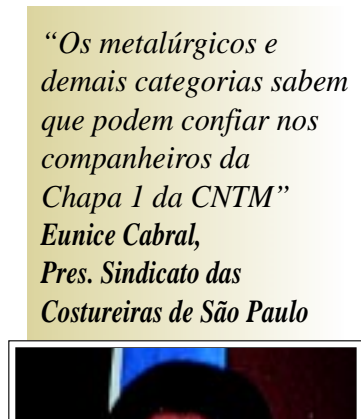 “Os metalúrgicos e
demais categorias sabem
que podem confiar nos
companheiros da
Chapa 1 da CNTM”
Eunice Cabral,
Pres. Sindicato das
Costureiras de São Paulo